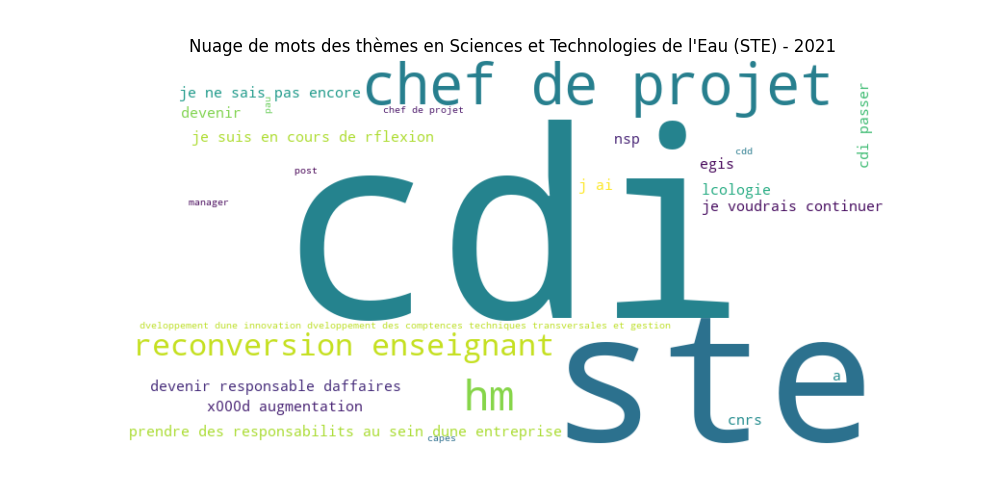 Nuage de mots des thèmes en Sciences et Technologies de l'Eau (STE) - 2021
chef de projet
je ne sais pas encore
nsp
devenir
chef de projet
cdi passer
je suis en cours de rflexion
nsp
cdd
egis
post
j ai
lcologie
manager
je voudrais continuer
cdi
dveloppement dune innovation dveloppement des comptences techniques transversales et gestion
reconversion enseignant
ste
a
devenir responsable daffaires
hm
x000d augmentation
cnrs
prendre des responsabilits au sein dune entreprise
capes